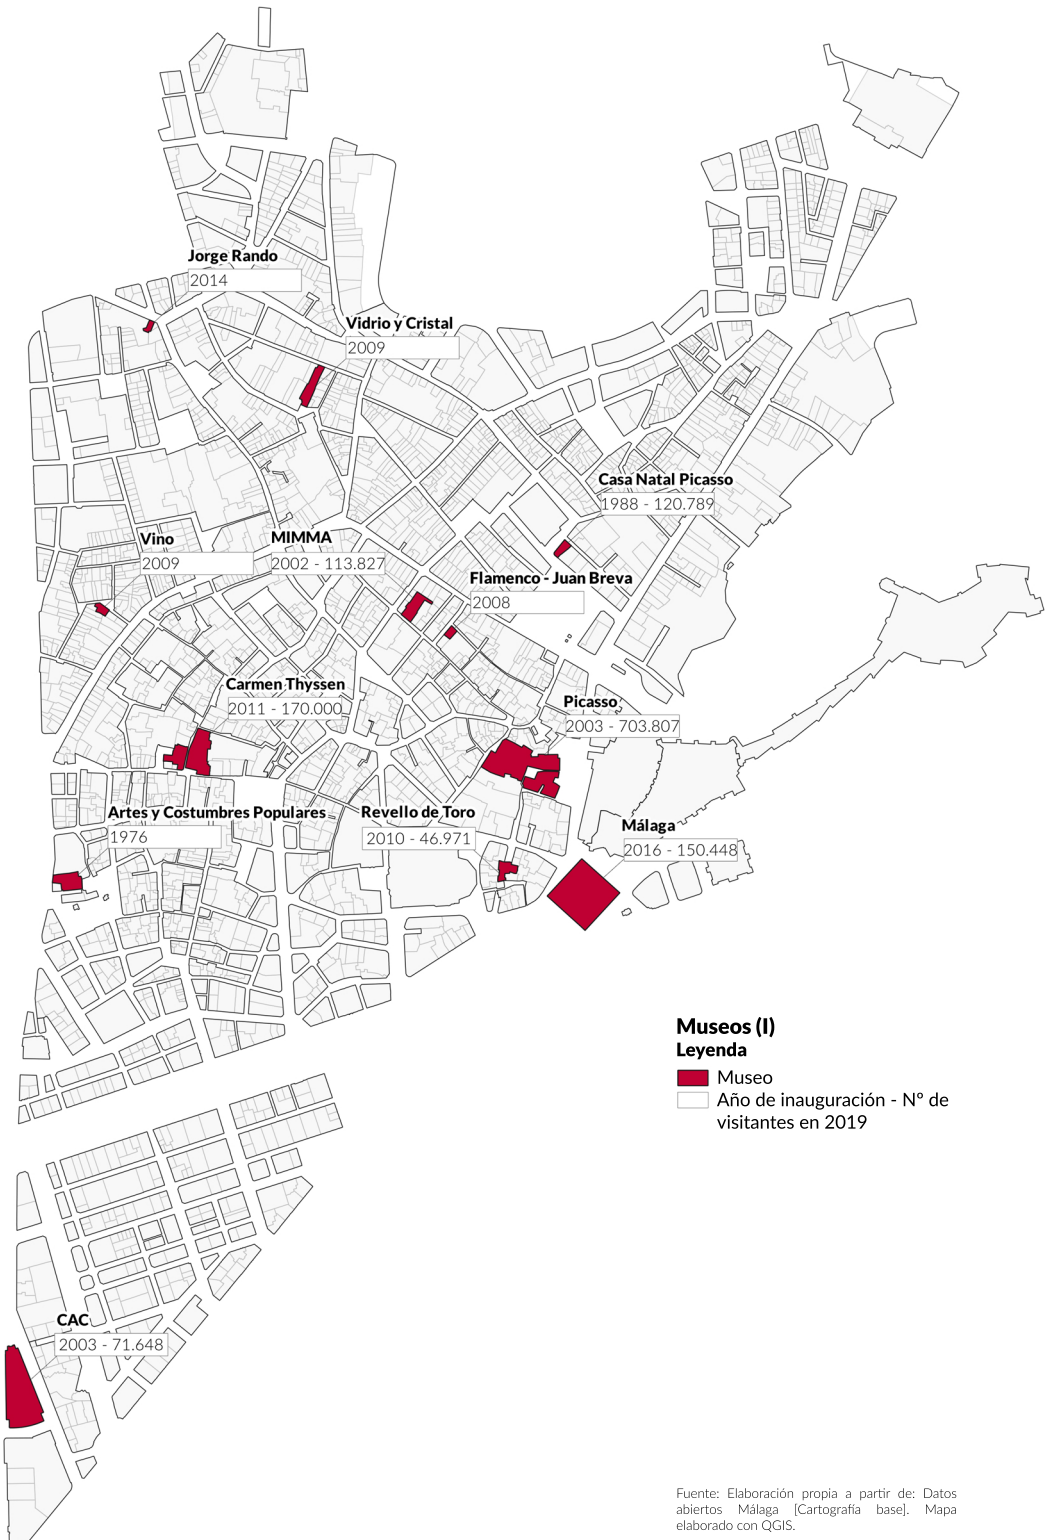 Jorge Rando
2014
Vidrio y Cristal
2009
Casa Natal Picasso
1988 - 120.789
Vino
2009
MIMMA
2002 - 113.827
Flamenco - Juan Breva
2008
Carmen Thyssen
2011 - 170.000
Picasso
2003 - 703.807
Artes y Costumbres Populares
1976
Revello de Toro
2010 - 46.971
Málaga
2016 - 150.448
Museos (I)
Leyenda
Museo
Año de inauguración - Nº de
visitantes en 2019
CAC
2003 - 71.648
Fuente: Elaboración propia a partir de: Datos
abiertos Málaga [Cartografía base]. Mapa
elaborado con QGIS.